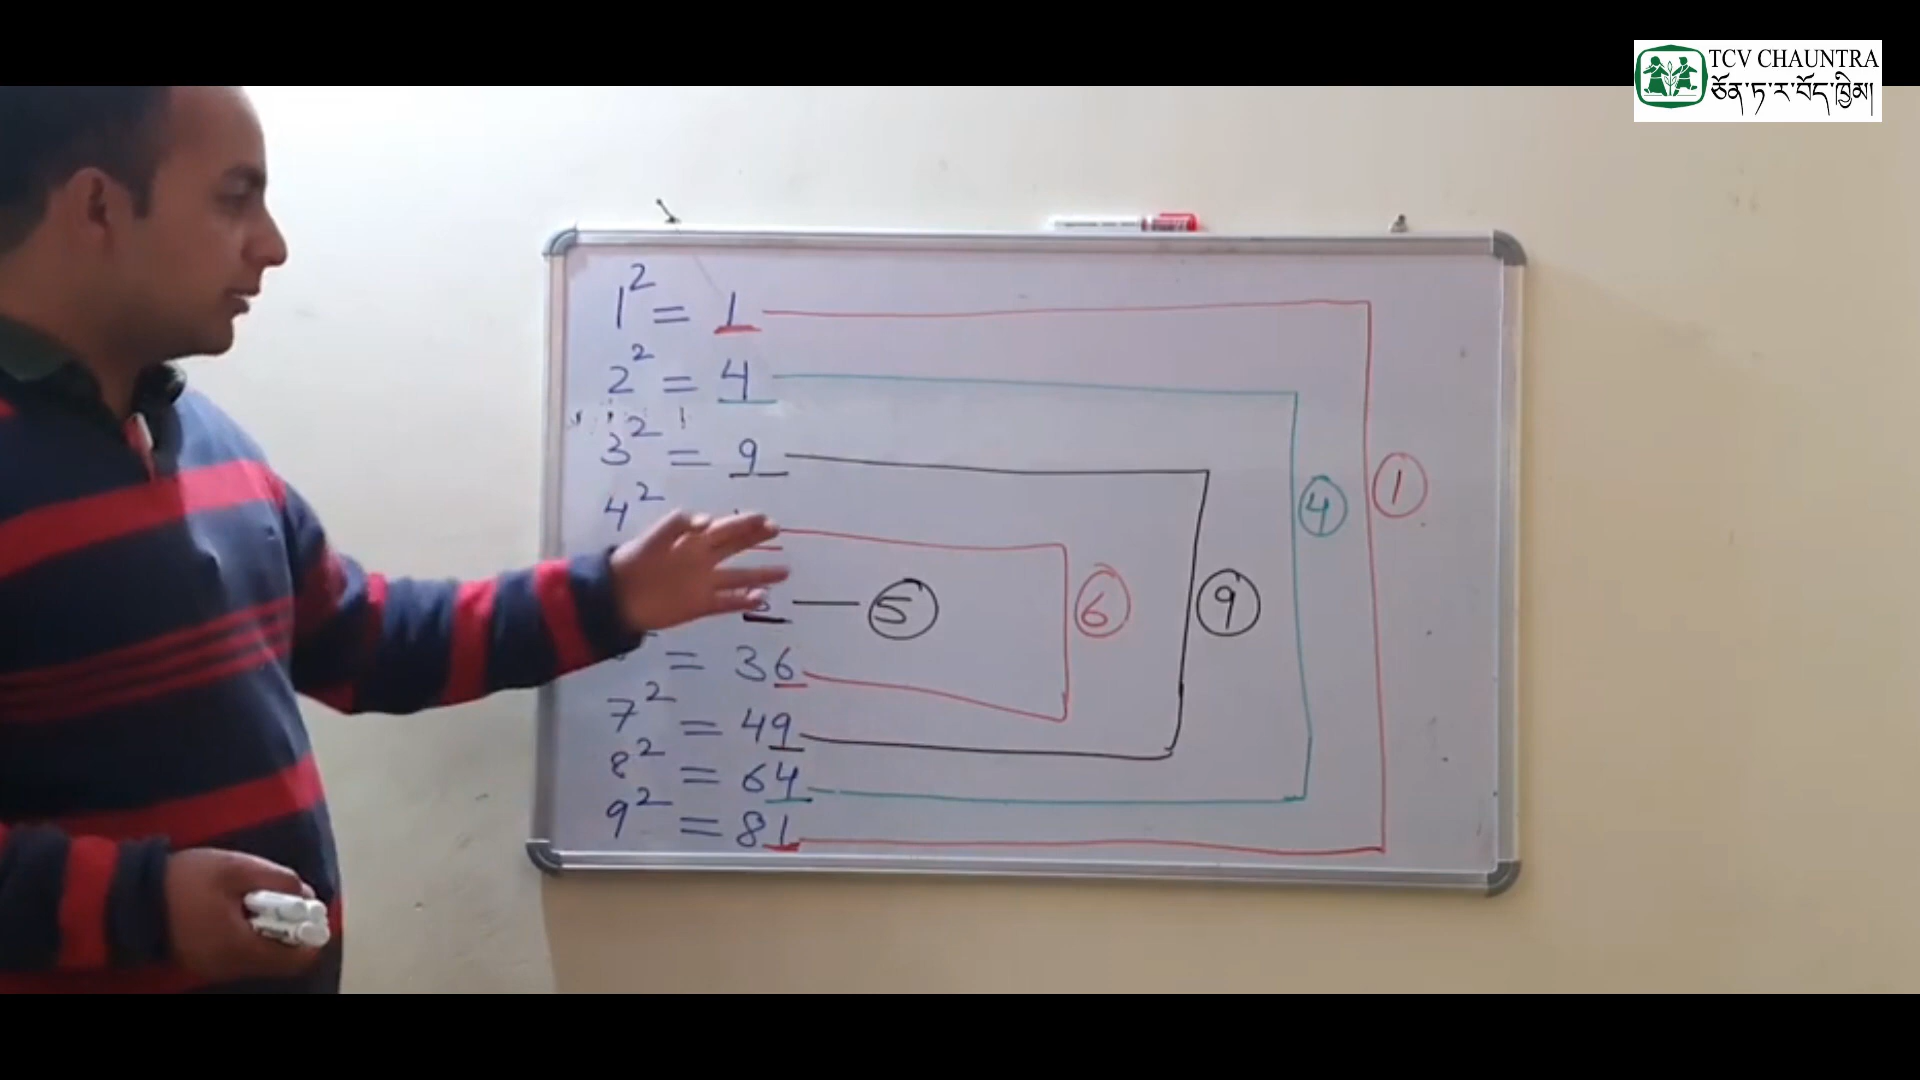 TCV CHAUNTRA
ཙོན་ཏ་ར་བོད་ཁྱིམ།
1² = 1
2² = 4
3² = 9
4²
5
= 36
7² = 49
8² = 64
9² = 81
6
9
4
1